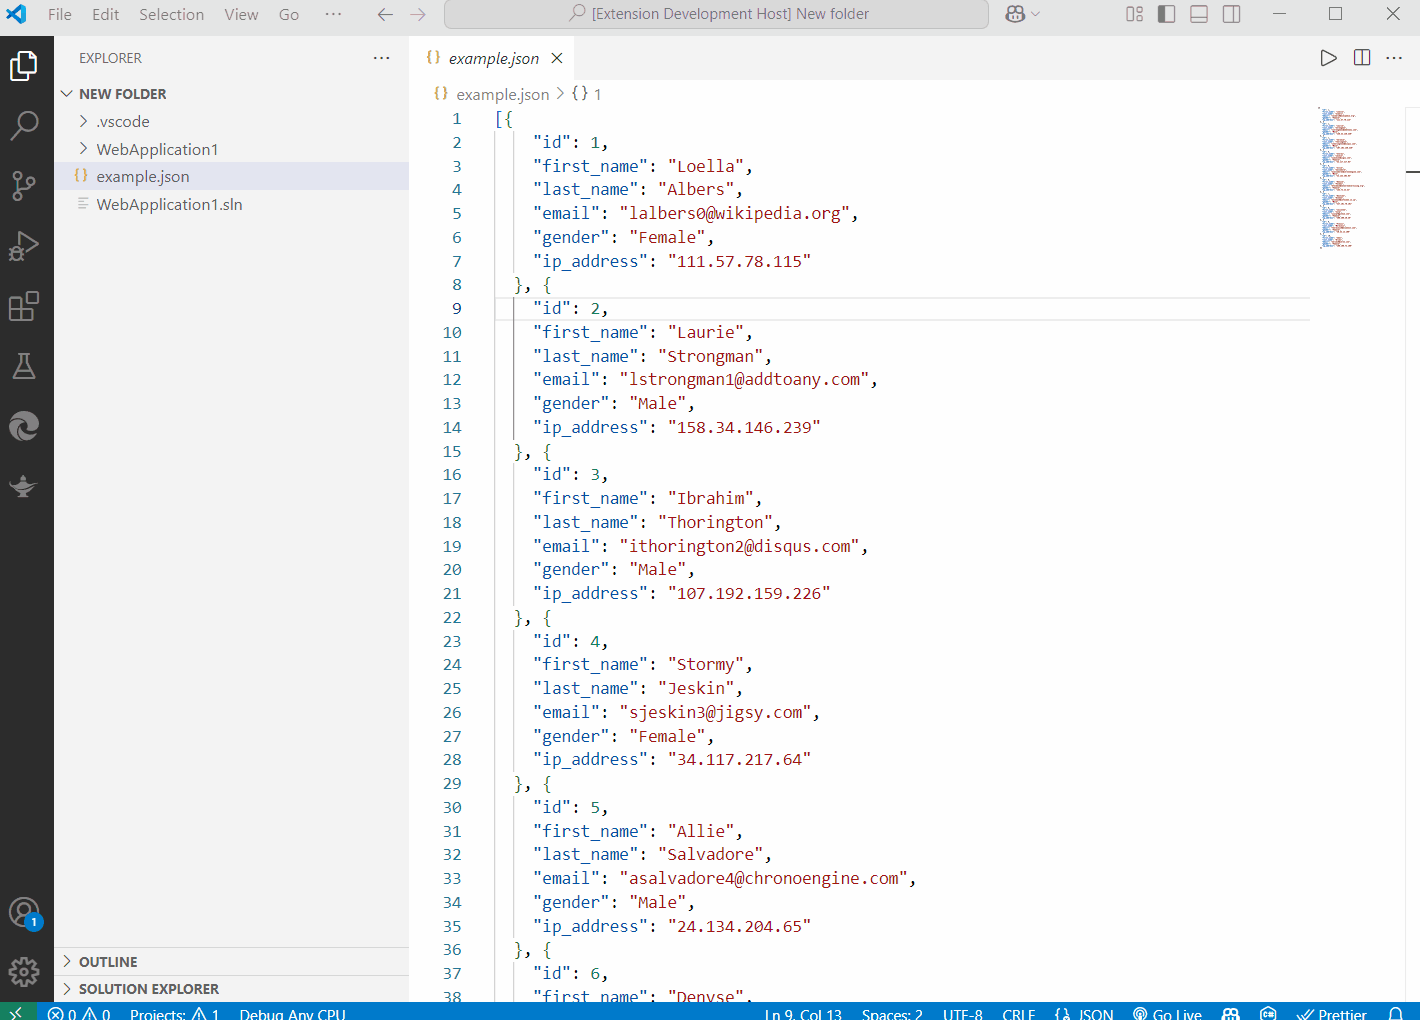 File Edit Selection View Go ··· [Extension Development Host] New folder
EXPLORER ···
NEW FOLDER
.vscode
WebApplication1
{} example.json
WebApplication1.sln
{} example.json
{} example.json > {} 1
1 [{
2 "id": 1,
3 "first_name": "Loella",
4 "last_name": "Albers",
5 "email": "lalbers0@wikipedia.org",
6 "gender": "Female",
7 "ip_address": "111.57.78.115"
8 }, {
9 "id": 2,
10 "first_name": "Laurie",
11 "last_name": "Strongman",
12 "email": "lstrongman1@addtoany.com",
13 "gender": "Male",
14 "ip_address": "158.34.146.239"
15 }, {
16 "id": 3,
17 "first_name": "Ibrahim",
18 "last_name": "Thorington",
19 "email": "ithorington2@disqus.com",
20 "gender": "Male",
21 "ip_address": "107.192.159.226"
22 }, {
23 "id": 4,
24 "first_name": "Stormy",
25 "last_name": "Jeskin",
26 "email": "sjeskin3@jigsy.com",
27 "gender": "Female",
28 "ip_address": "34.117.217.64"
29 }, {
30 "id": 5,
31 "first_name": "Allie",
32 "last_name": "Salvadore",
33 "email": "asalvadore4@chronoengine.com",
34 "gender": "Male",
35 "ip_address": "24.134.204.65"
36 }, {
37 "id": 6,
38 "first_name": "Denyse",
1
OUTLINE
SOLUTION EXPLORER
0 0 Projects: 1 Debug Any CPU Ln 9, Col 13 Spaces: 2 UTF-8 CRLF {} JSON Go Live Prettier